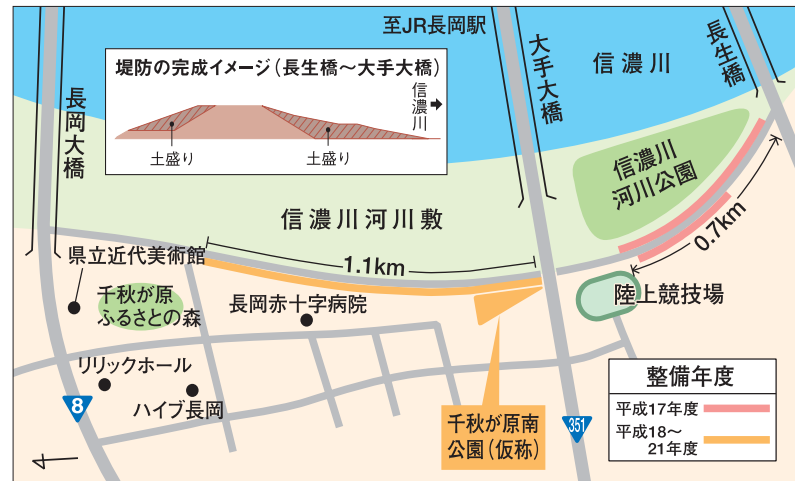 至JR長岡駅
堤防の完成イメージ（長生橋〜大手大橋）
信濃川
土盛り
土盛り
長岡大橋
大手大橋
信濃川
長生橋
信濃川
河川公園
信濃川河川敷
1.1km
0.7km
県立近代美術館
千秋が原
ふるさとの森
長岡赤十字病院
陸上競技場
リリックホール
ハイブ長岡
8
千秋が原南
公園（仮称）
351
整備年度
平成17年度
平成18〜
21年度